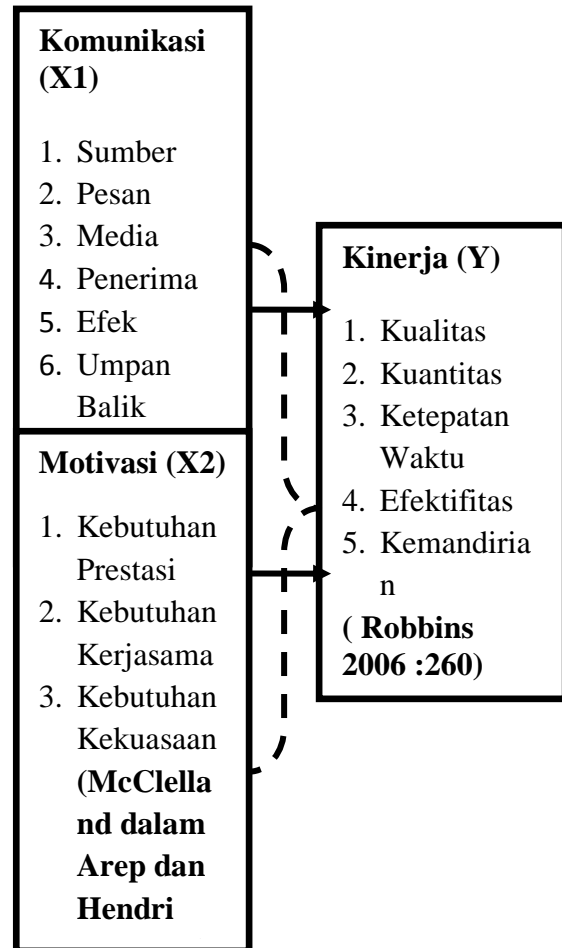 Komunikasi
(X1)
1. Sumber
2. Pesan
3. Media
4. Penerima
5. Efek
6. Umpan
Balik
Motivasi (X2)
1. Kebutuhan
Prestasi
2. Kebutuhan
Kerjasama
3. Kebutuhan
Kekuasaan
(McClella
nd dalam
Arep dan
Hendri
Kinerja (Y)
1. Kualitas
2. Kuantitas
3. Ketepatan
Waktu
4. Efektifitas
5. Kemandiria
n
( Robbins
2006 :260)